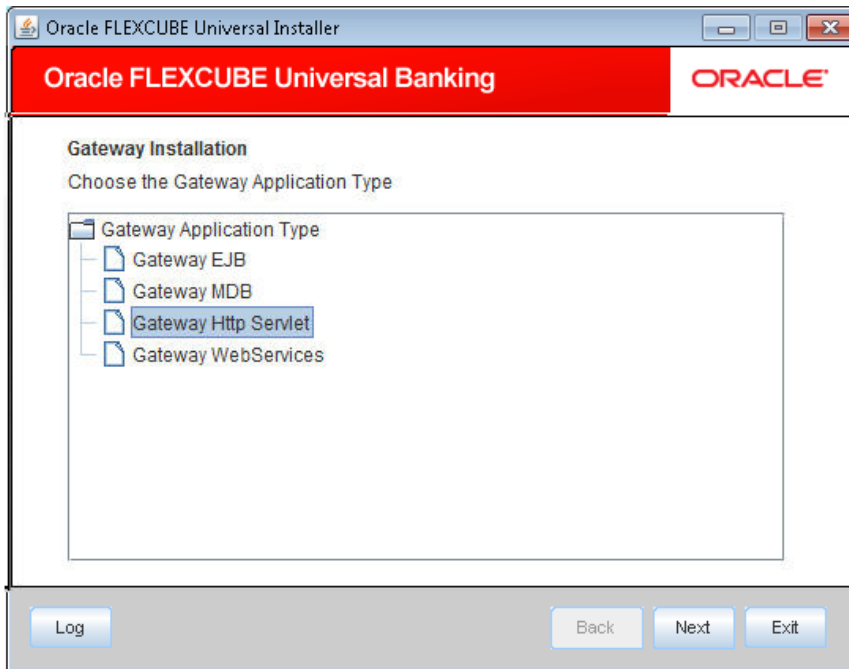 Oracle FLEXCUBE Universal Installer
Oracle FLEXCUBE Universal Banking
ORACLE
Gateway Installation
Choose the Gateway Application Type
Gateway Application Type
Gateway EJB
Gateway MDB
Gateway Http Servlet
Gateway WebServices
Log Back Next Exit